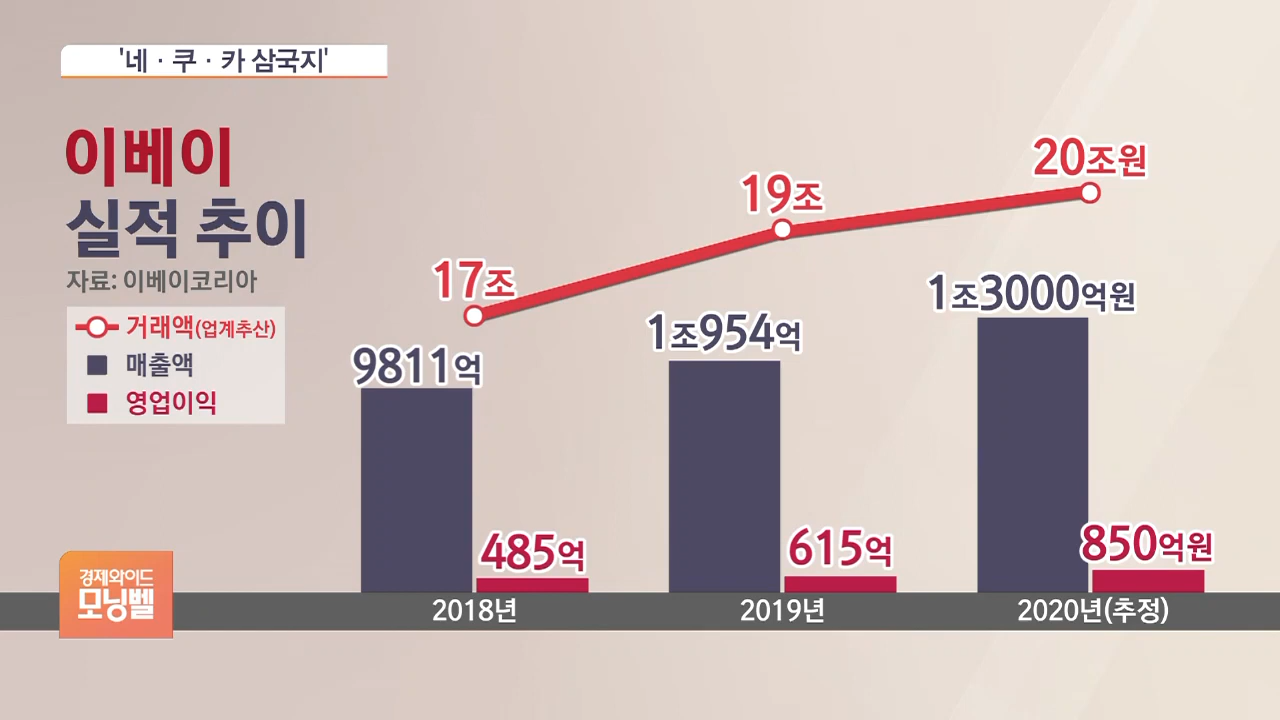 '네·쿠·카 삼국지'
이베이
실적 추이
자료: 이베이코리아
거래액(업계추산)
매출액
영업이익
17조
19조
20조원
9811억
1조954억
1조3000억원
485억
615억
850억원
2018년
2019년
2020년(추정)
경제와이드
모닝벨